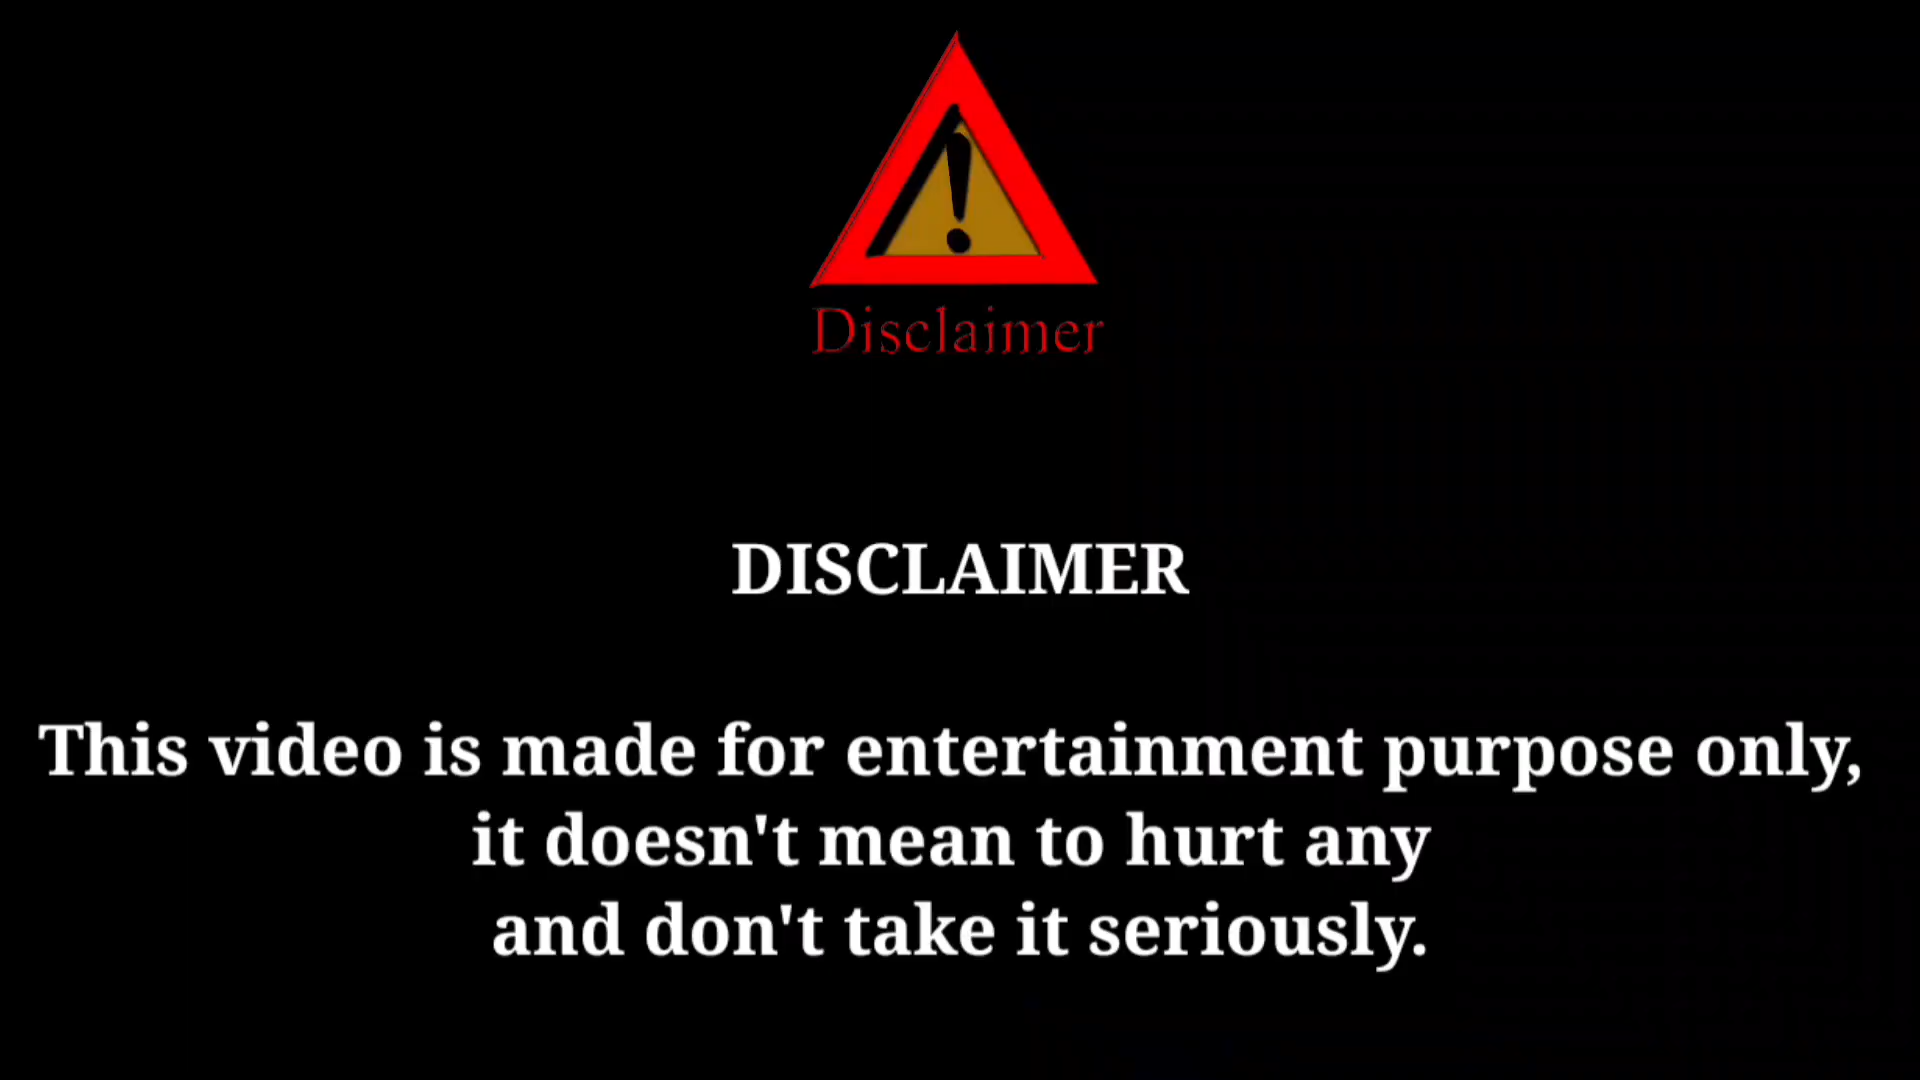 !
Disclaimer
DISCLAIMER
This video is made for entertainment purpose only,
it doesn't mean to hurt any
and don't take it seriously.